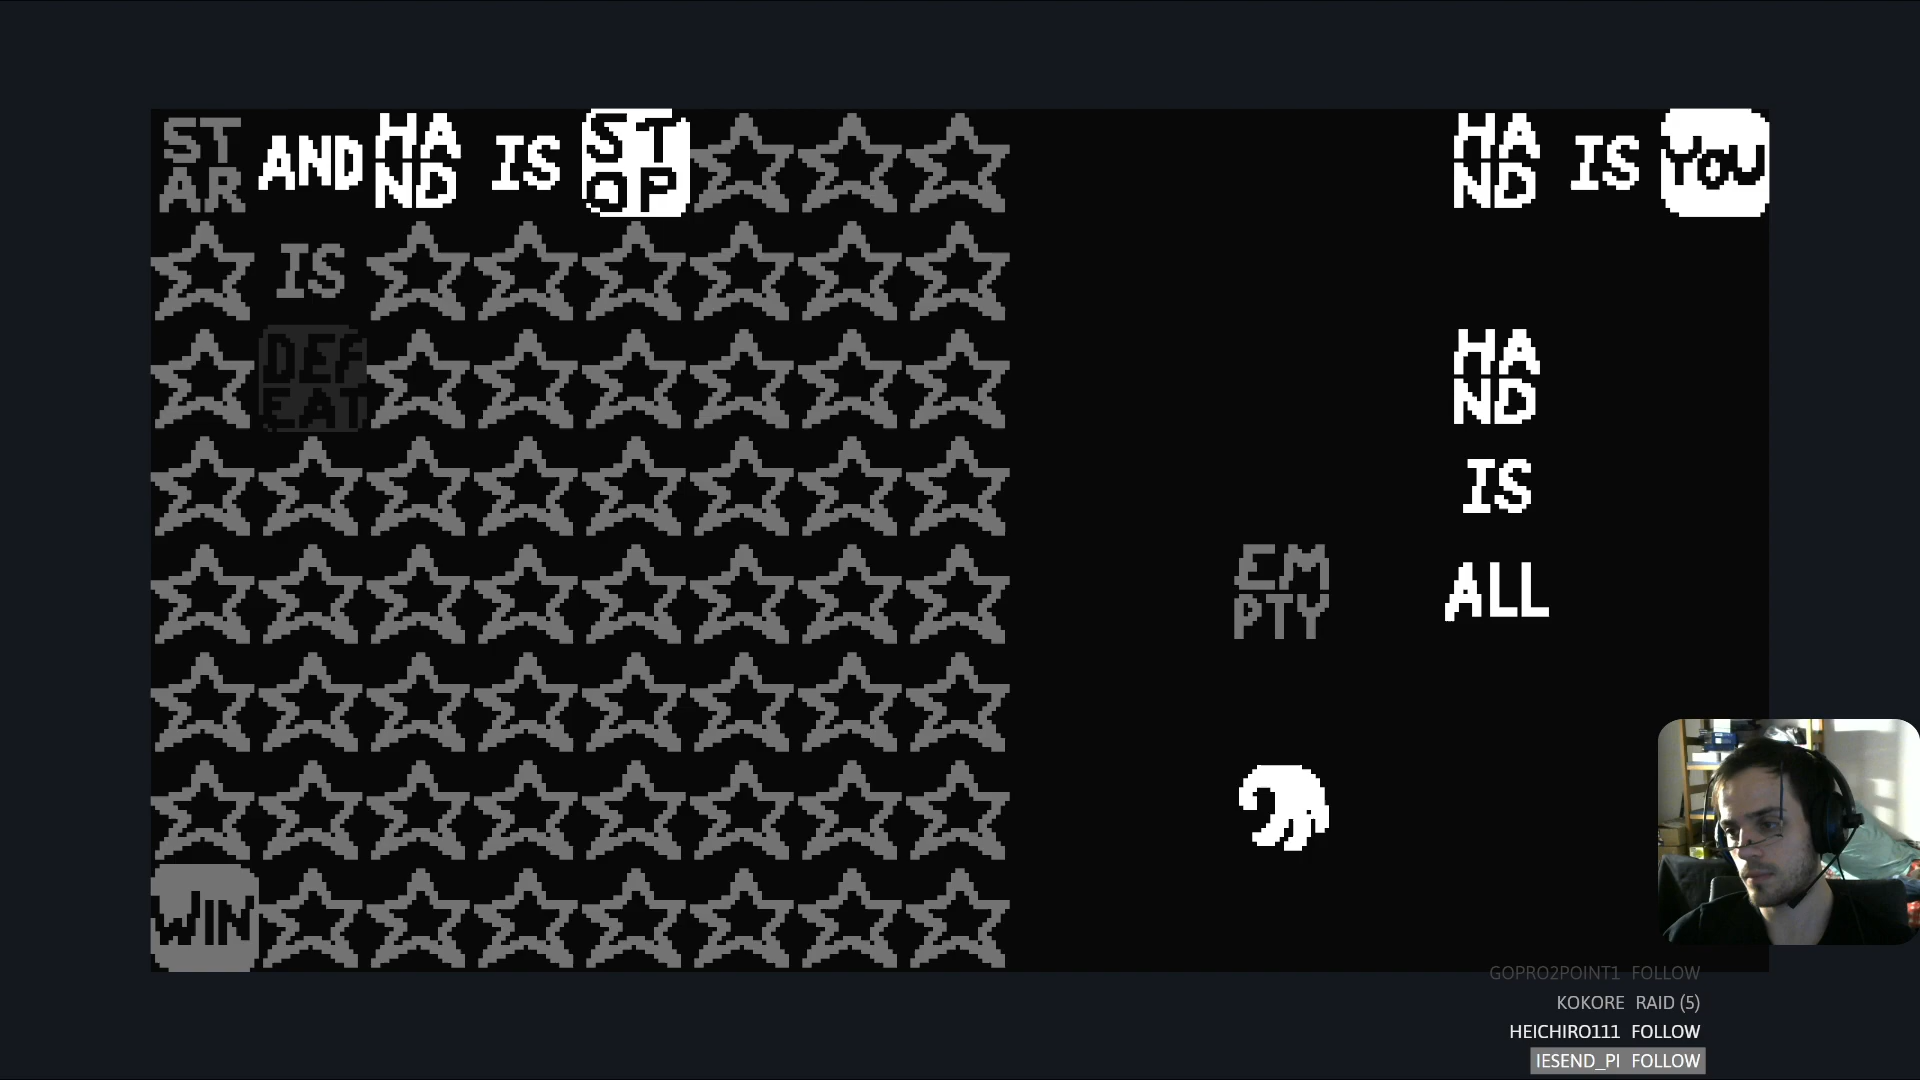 STAR AND HAND IS STOP HAND IS YOU
IS
DEFEAT HAND
IS
EMPTY ALL
WIN
GOPRO2POINT1 FOLLOW
KOKORE RAID (5)
HEICHIRO111 FOLLOW
IESEND_PI FOLLOW